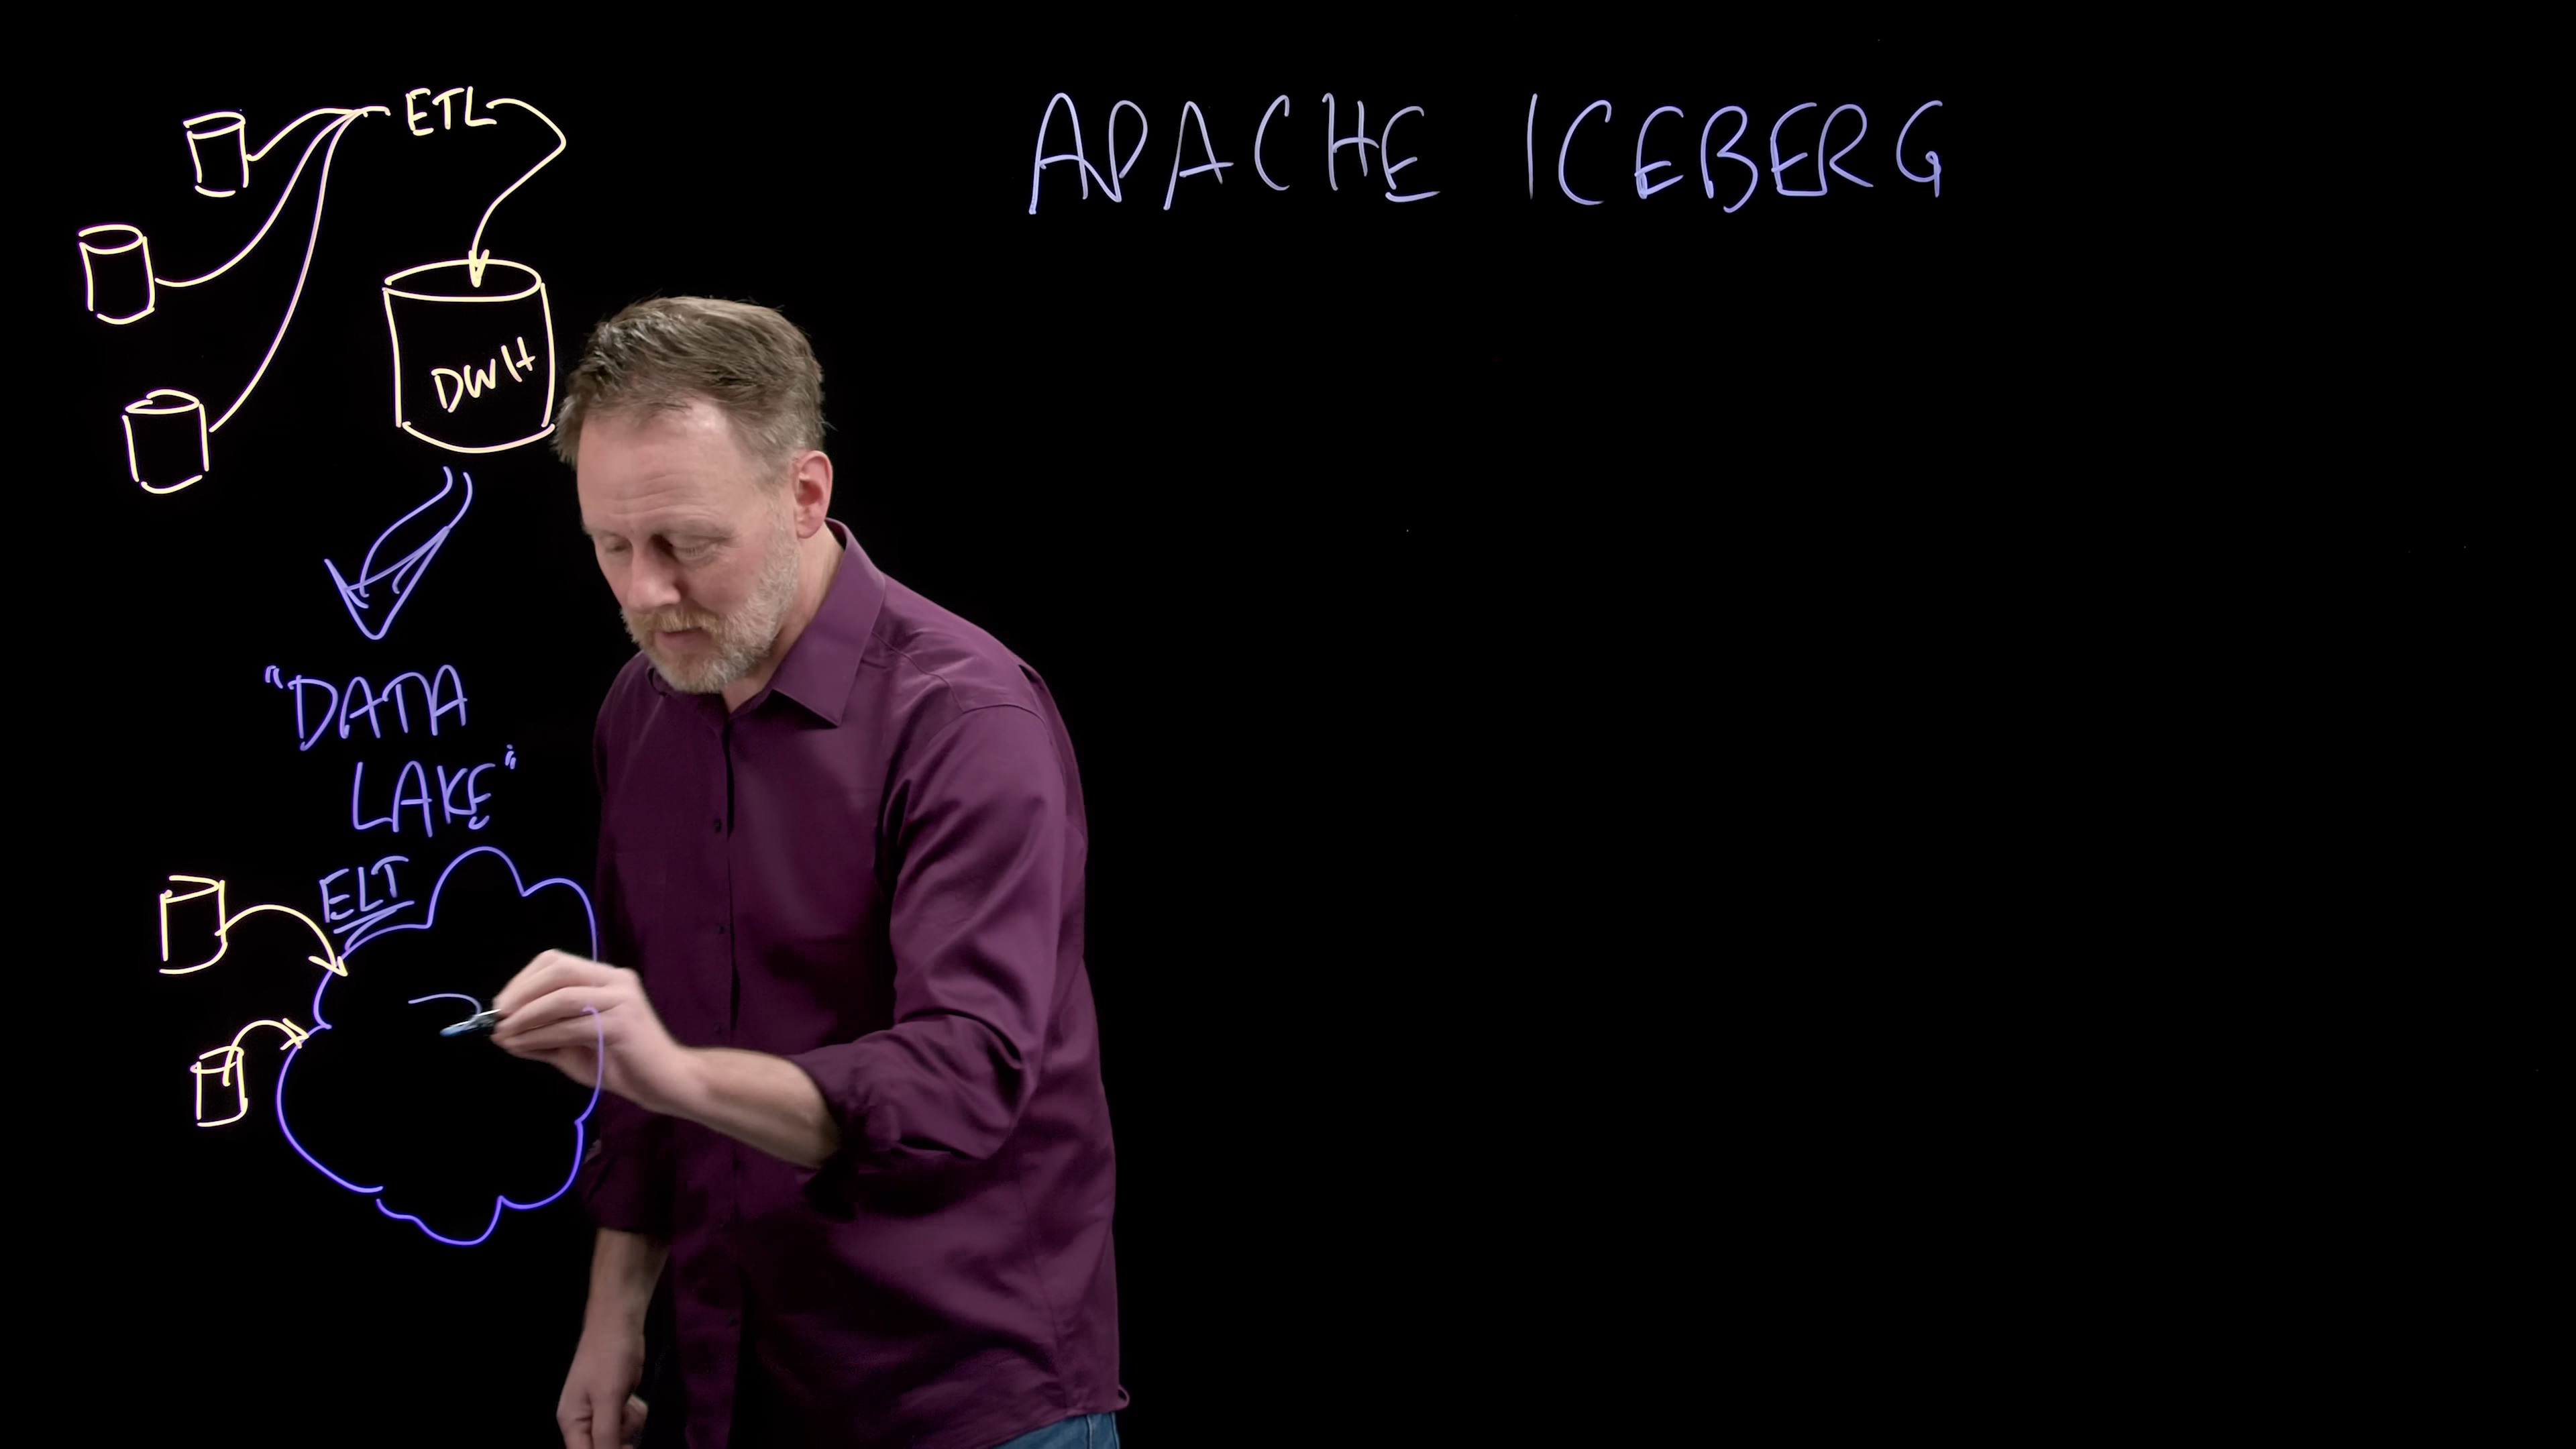 ETL
APACHE ICEBERG
DWH
"DATA
LAKE"
ELT